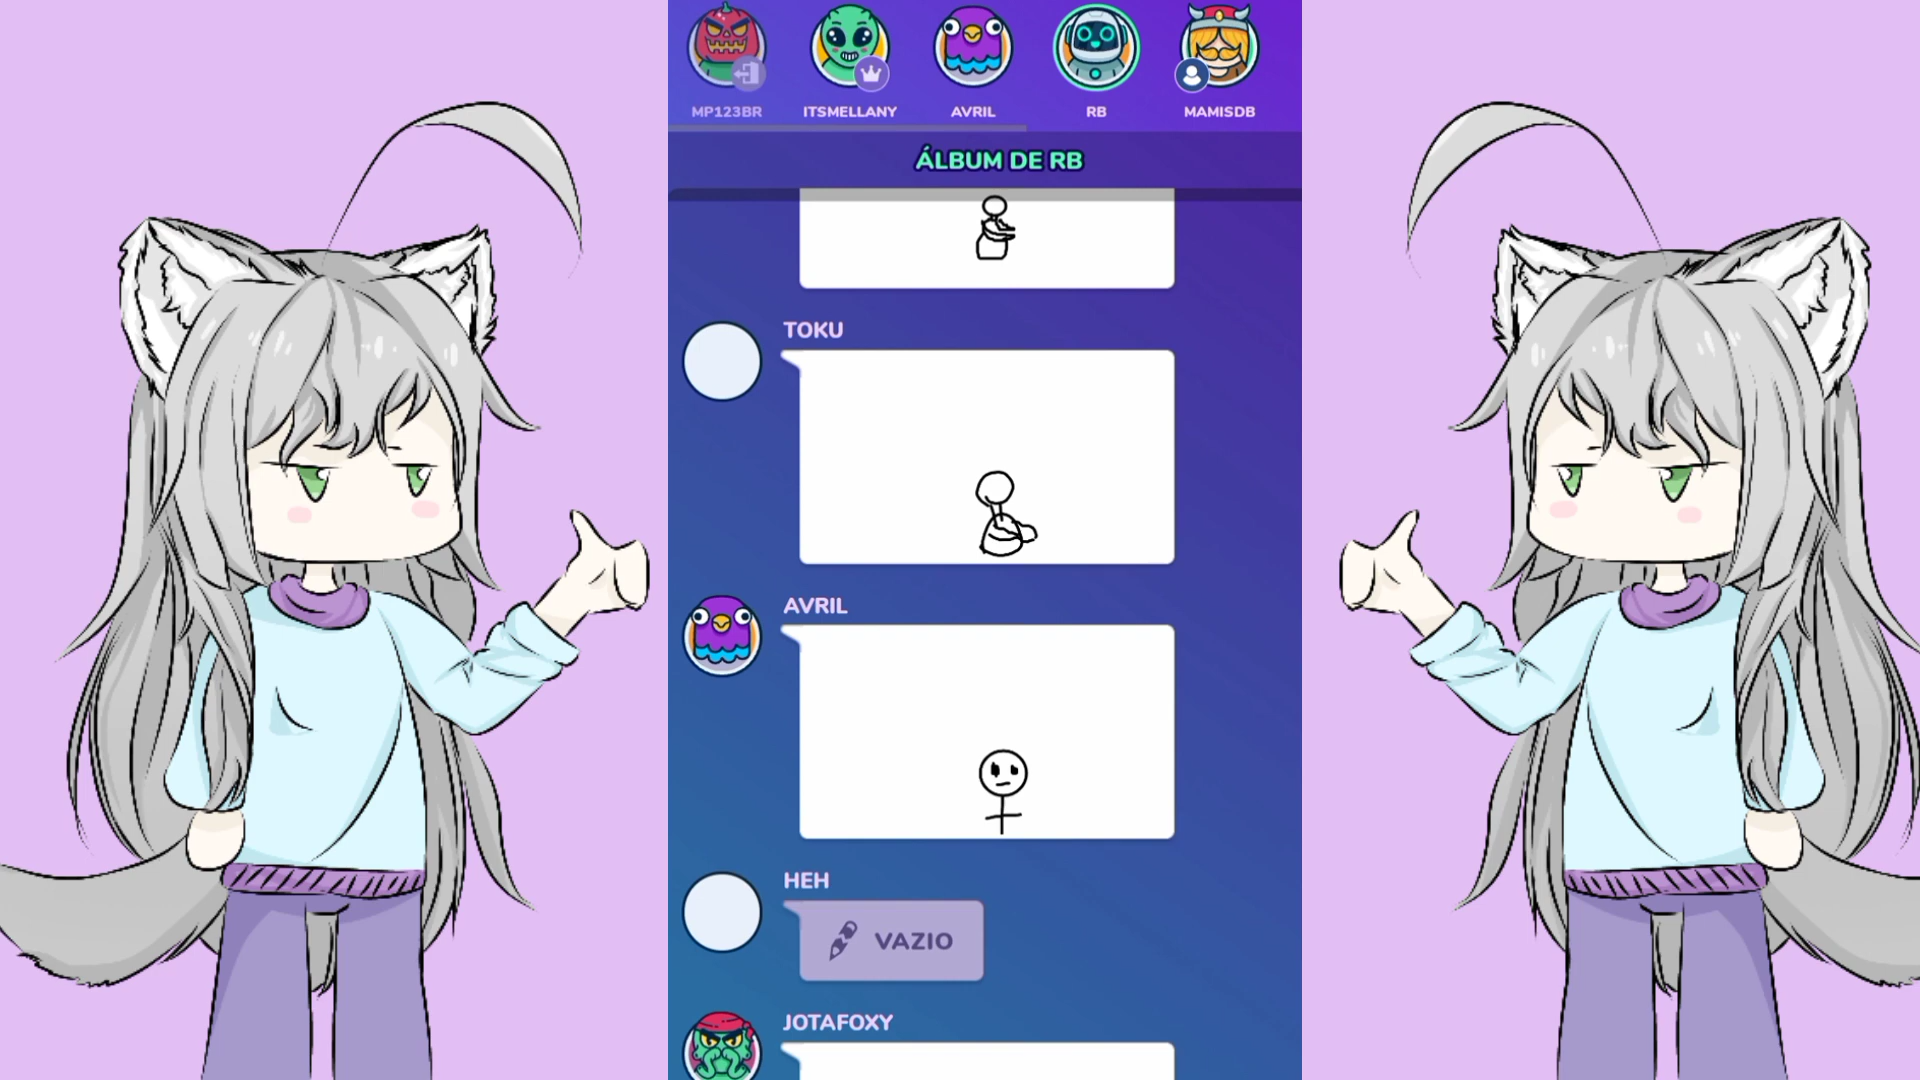 MP123BR
ITSMELLANY
AVRIL
RB
MAMISDB
ÁLBUM DE RB
TOKU
AVRIL
HEH
VAZIO
JOTAFOXY